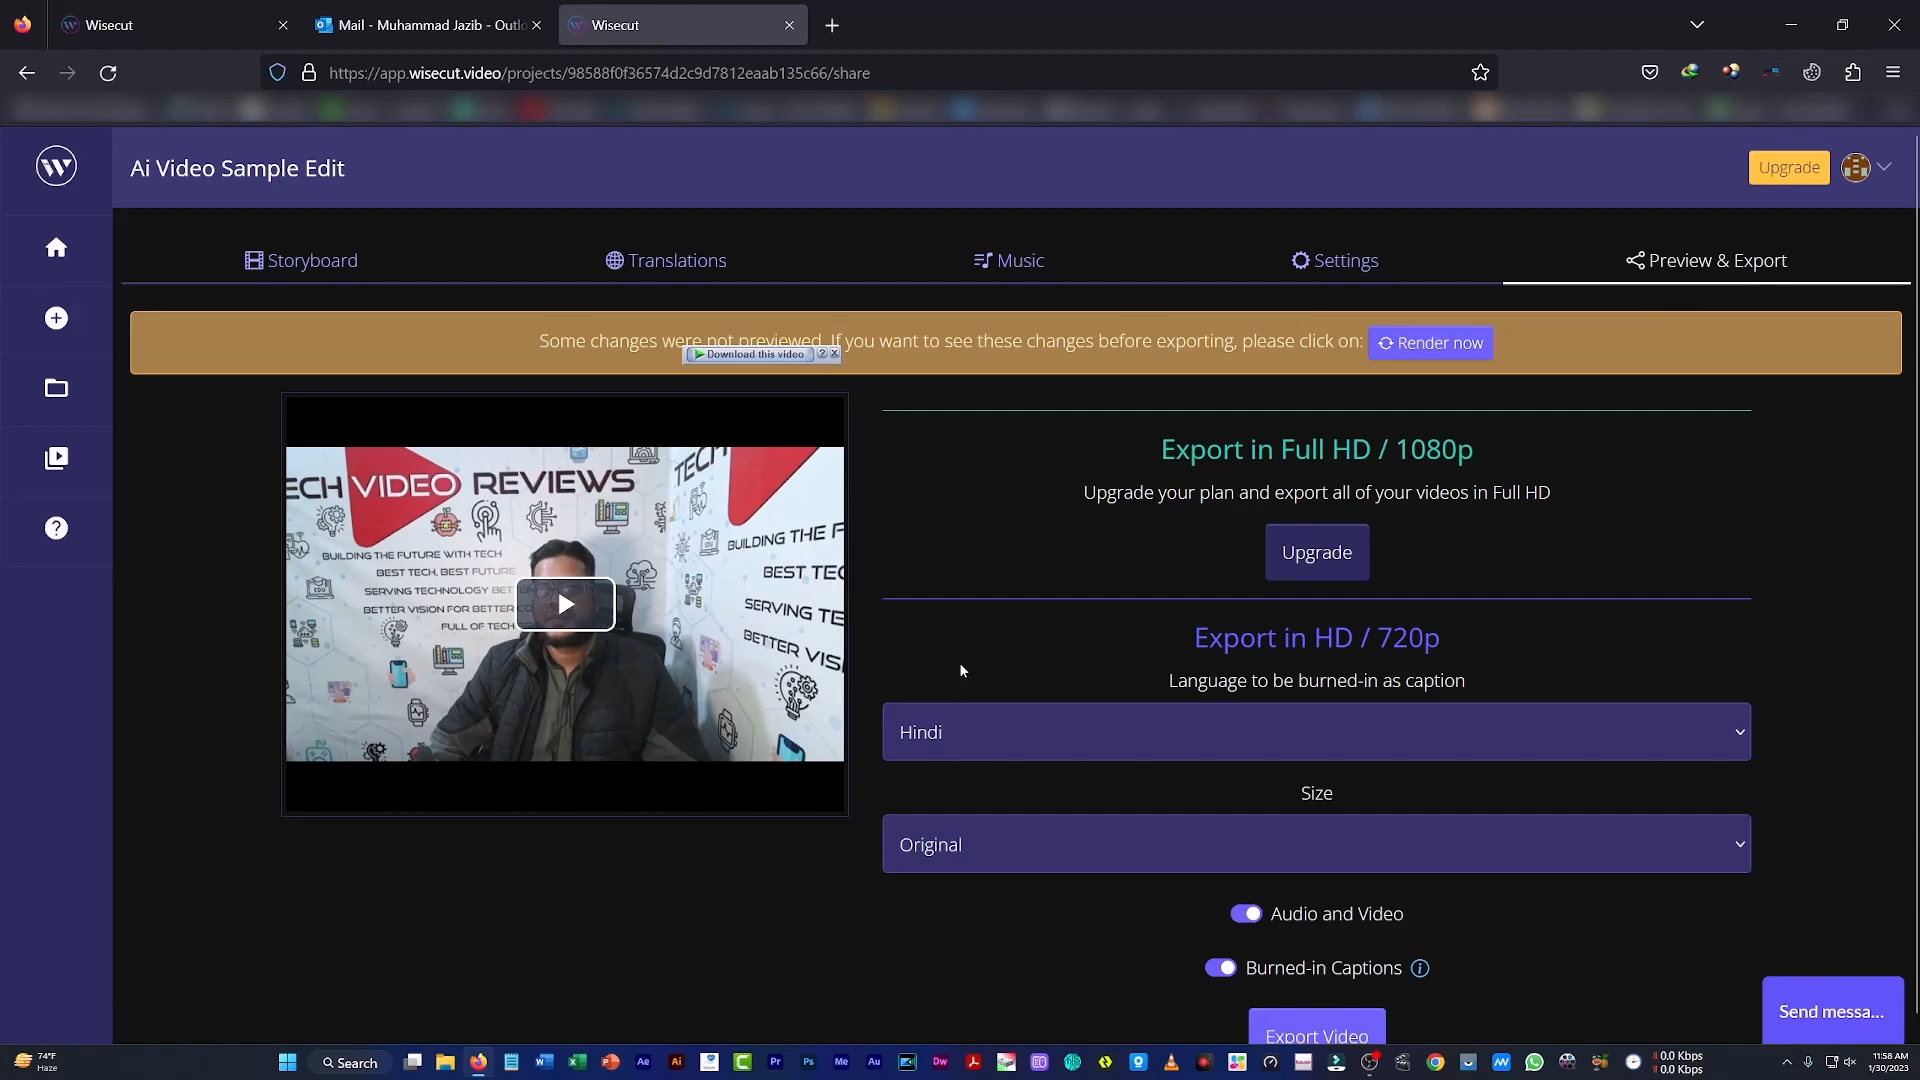 Wisecut
Mail - Muhammad Jazib - Outlo
Wisecut
https://app.wisecut.video/projects/98588f0f36574d2c9d7812eaab135c66/share
Ai Video Sample Edit
Upgrade
Storyboard
Translations
Music
Settings
Preview & Export
Some changes were not previewed. If you want to see these changes before exporting, please click on:
Render now
Download this video
TECH VIDEO REVIEWS
BUILDING THE FUTURE WITH TECH
BEST TECH, BEST FUTURE
SERVING TECHNOLOGY BET
BETTER VISION FOR BETTER CO
FULL OF TECH
TECH
BUILDING THE F
BEST TEC
SERVING TE
BETTER VIS
Export in Full HD / 1080p
Upgrade your plan and export all of your videos in Full HD
Upgrade
Export in HD / 720p
Language to be burned-in as caption
Hindi
Size
Original
Audio and Video
Burned-in Captions
Export Video
Send messa...
74°F
Haze
Search
0.0 Kbps
0.0 Kbps
11:58 AM
1/30/2023